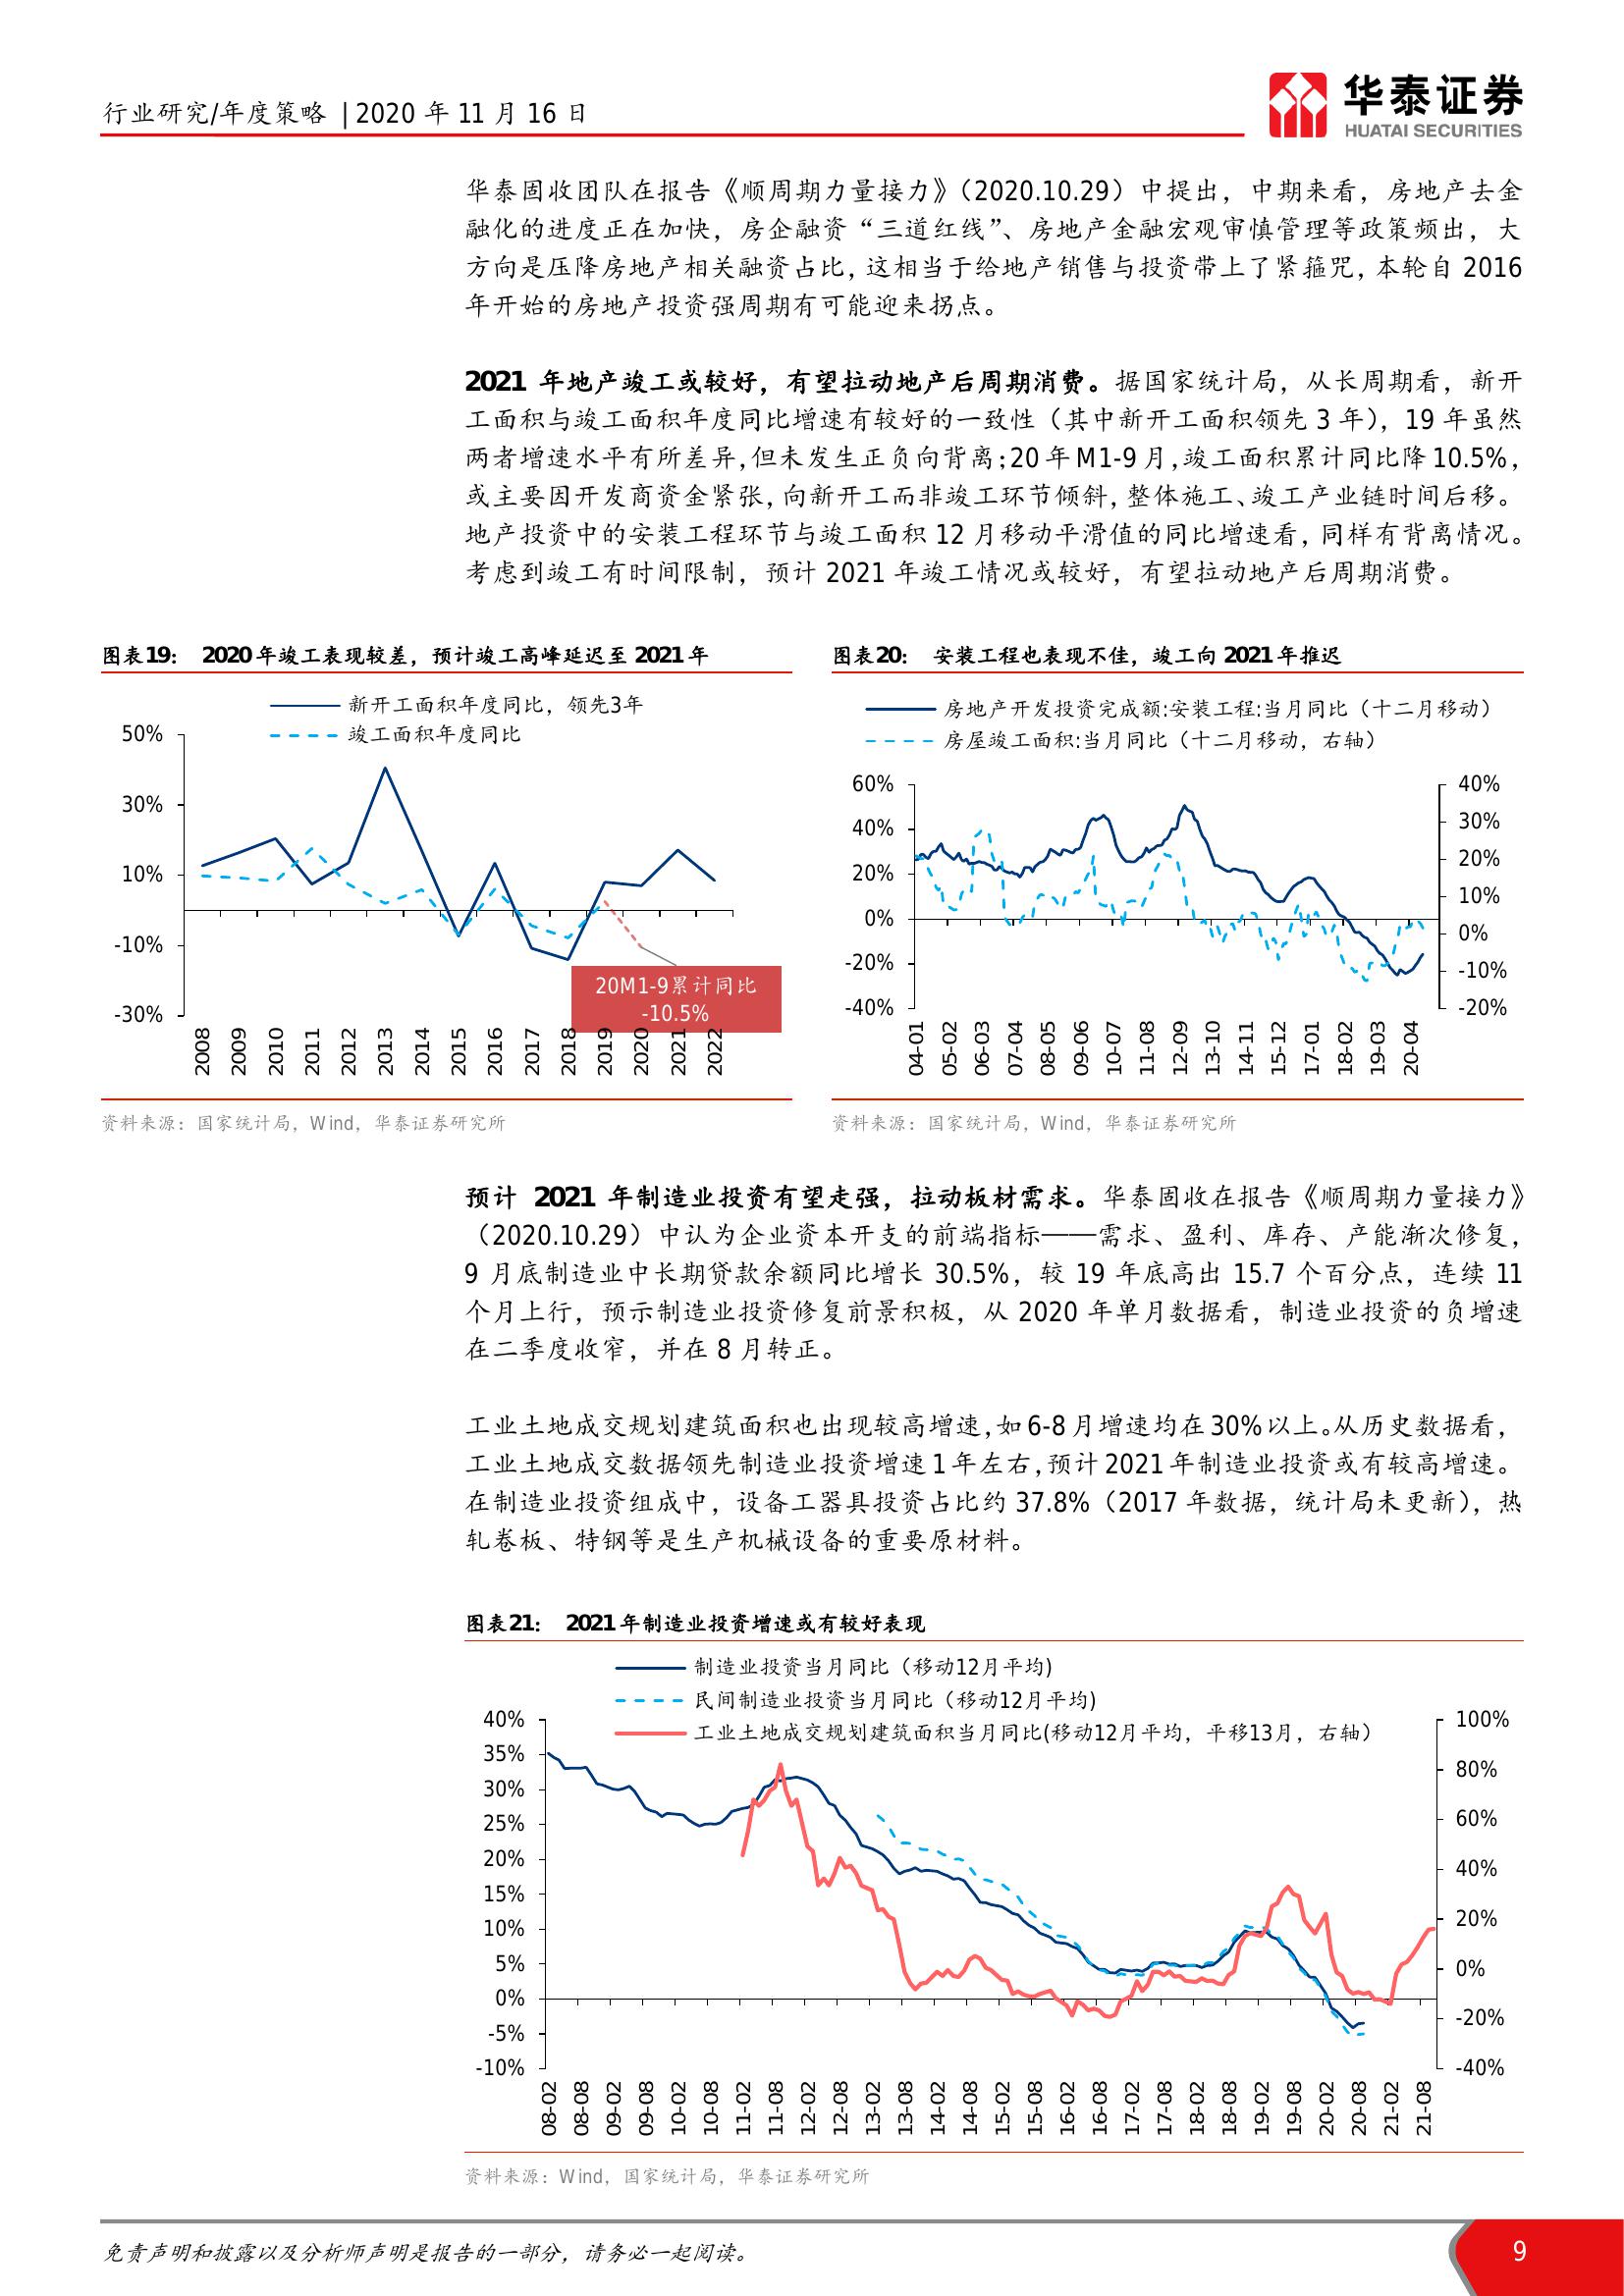 行业研究/年度策略 | 2020 年 11 月 16 日
华泰证券
HUATAI SECURITIES
华泰固收团队在报告《顺周期力量接力》（2020.10.29）中提出，中期来看，房地产去金
融化的进度正在加快，房企融资“三道红线”、房地产金融宏观审慎管理等政策频出，大
方向是压降房地产相关融资占比，这相当于给地产销售与投资带上了紧箍咒，本轮自 2016
年开始的房地产投资强周期有可能迎来拐点。
2021 年地产竣工或较好，有望拉动地产后周期消费。据国家统计局，从长周期看，新开
工面积与竣工面积年度同比增速有较好的一致性（其中新开工面积领先 3 年），19 年虽然
两者增速水平有所差异，但未发生正负向背离；20 年 M1-9 月，竣工面积累计同比降 10.5%，
或主要因开发商资金紧张，向新开工而非竣工环节倾斜，整体施工、竣工产业链时间后移。
地产投资中的安装工程环节与竣工面积 12 月移动平滑值的同比增速看，同样有背离情况。
考虑到竣工有时间限制，预计 2021 年竣工情况或较好，有望拉动地产后周期消费。
图表19： 2020 年竣工表现较差，预计竣工高峰延迟至 2021 年
新开工面积年度同比，领先3年
竣工面积年度同比
50%
30%
10%
-10%
-30%
20M1-9累计同比
-10.5%
2008 2009 2010 2011 2012 2013 2014 2015 2016 2017 2018 2019 2020 2021 2022
资料来源：国家统计局，Wind，华泰证券研究所
图表20： 安装工程也表现不佳，竣工向 2021 年推迟
房地产开发投资完成额:安装工程:当月同比（十二月移动）
房屋竣工面积:当月同比（十二月移动，右轴）
60% 40%
40% 30%
20% 20%
0% 10%
-20% 0%
-40% -10%
-20%
04-01 05-02 06-03 07-04 08-05 09-06 10-07 11-08 12-09 13-10 14-11 15-12 17-01 18-02 19-03 20-04
资料来源：国家统计局，Wind，华泰证券研究所
预计 2021 年制造业投资有望走强，拉动板材需求。华泰固收在报告《顺周期力量接力》
（2020.10.29）中认为企业资本开支的前端指标——需求、盈利、库存、产能渐次修复，
9 月底制造业中长期贷款余额同比增长 30.5%，较 19 年底高出 15.7 个百分点，连续 11
个月上行，预示制造业投资修复前景积极，从 2020 年单月数据看，制造业投资的负增速
在二季度收窄，并在 8 月转正。
工业土地成交规划建筑面积也出现较高增速，如 6-8 月增速均在 30%以上。从历史数据看，
工业土地成交数据领先制造业投资增速 1 年左右，预计 2021 年制造业投资或有较高增速。
在制造业投资组成中，设备工器具投资占比约 37.8%（2017 年数据，统计局未更新），热
轧卷板、特钢等是生产机械设备的重要原材料。
图表21： 2021 年制造业投资增速或有较好表现
制造业投资当月同比（移动12月平均)
民间制造业投资当月同比（移动12月平均)
工业土地成交规划建筑面积当月同比(移动12月平均，平移13月，右轴）
40% 100%
35% 80%
30% 60%
25% 40%
20% 20%
15% 0%
10% -20%
5% -40%
0%
-5%
-10%
08-02 08-08 09-02 09-08 10-02 10-08 11-02 11-08 12-02 12-08 13-02 13-08 14-02 14-08 15-02 15-08 16-02 16-08 17-02 17-08 18-02 18-08 19-02 19-08 20-02 20-08 21-02 21-08
资料来源：Wind，国家统计局，华泰证券研究所
免责声明和披露以及分析师声明是报告的一部分，请务必一起阅读。
9